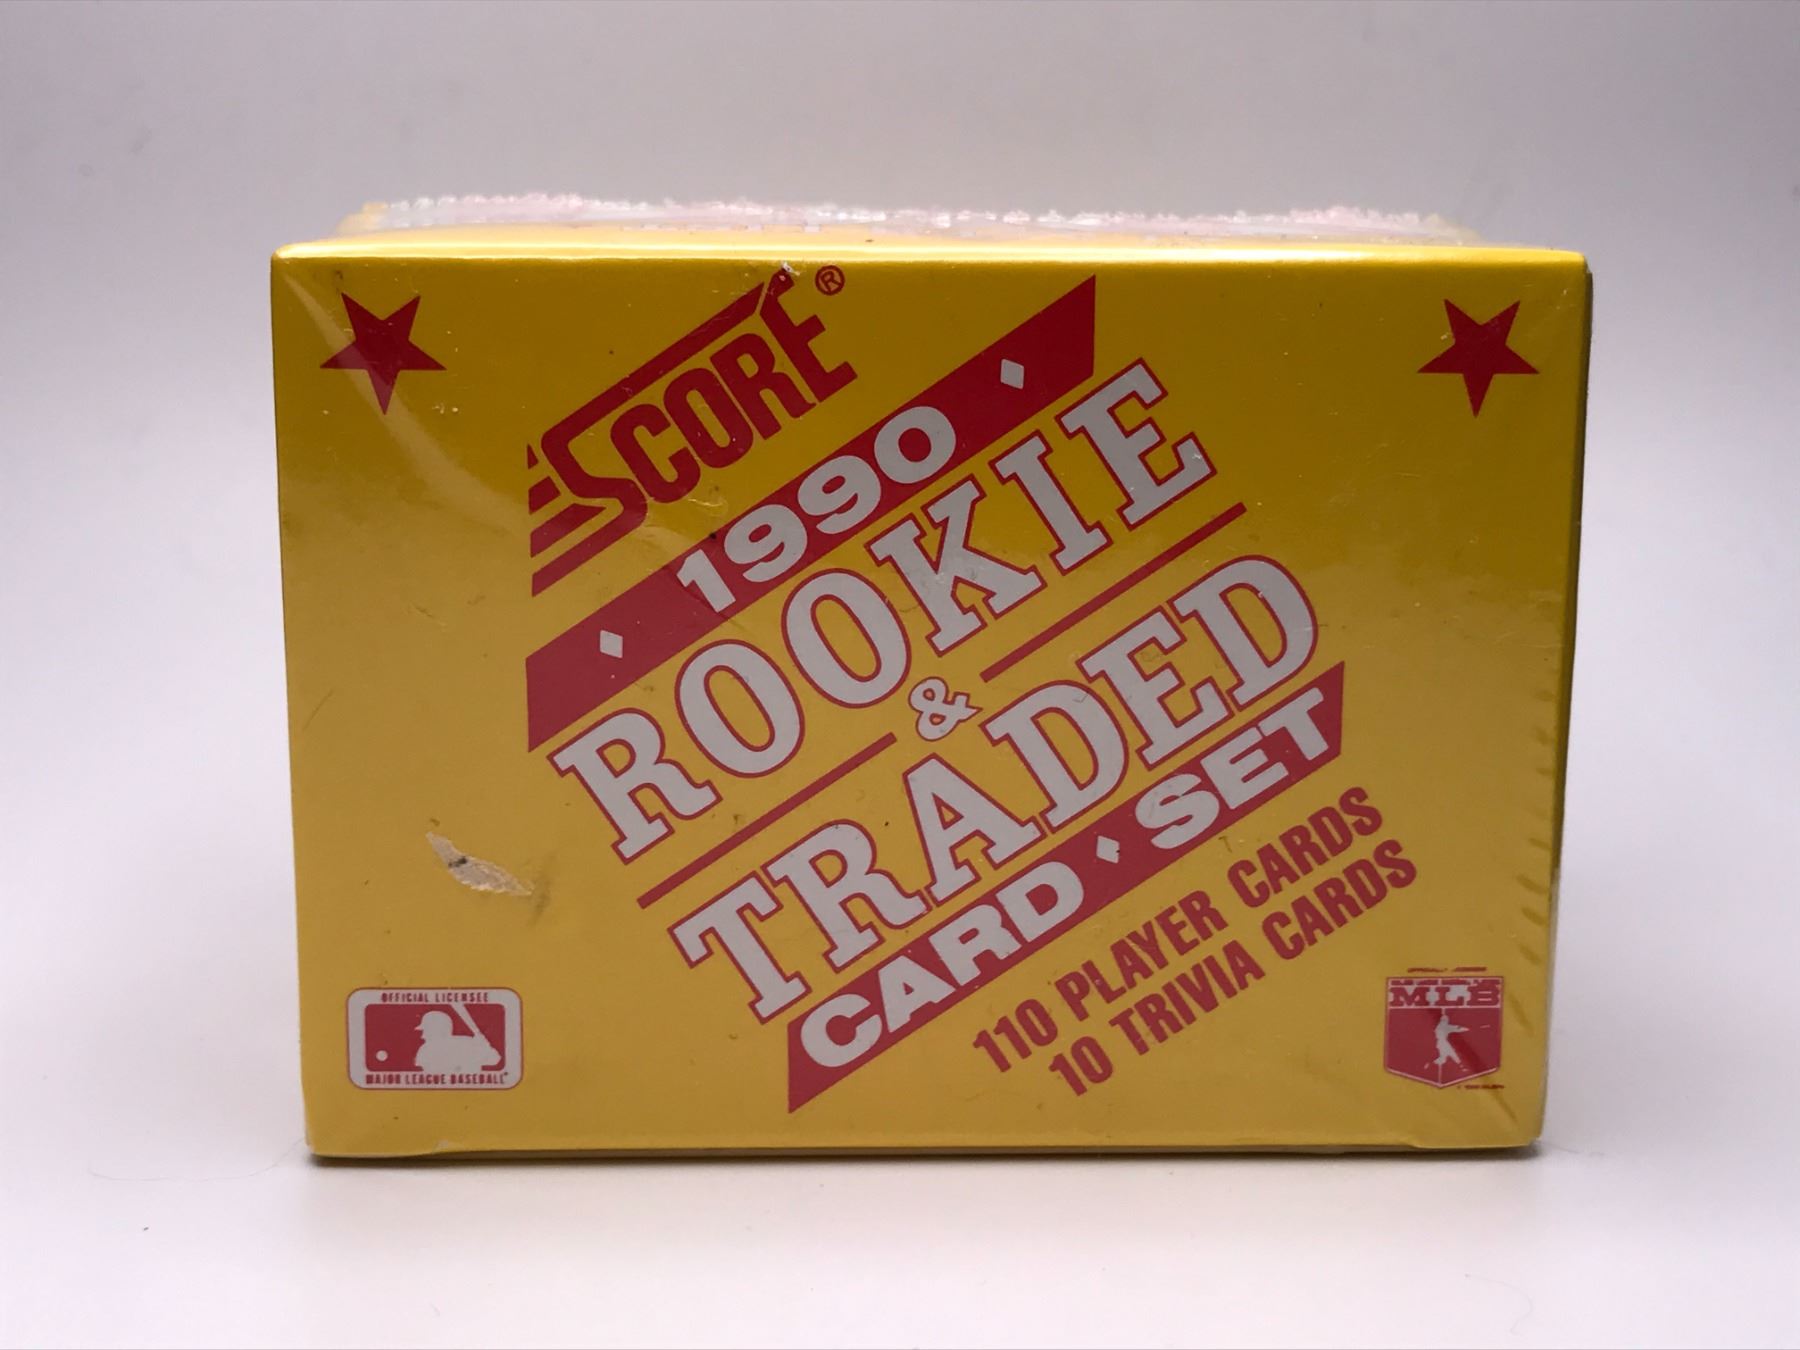 SCORE®
1990
ROOKIE
&
TRADED
CARD SET
110 PLAYER CARDS
10 TRIVIA CARDS
OFFICIAL LICENSEE
MAJOR LEAGUE BASEBALL
MLB